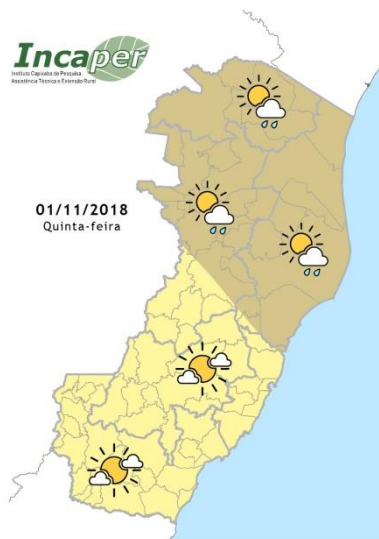 Incaper
Instituto Capixaba de Pesquisa,
Assistência Técnica e Extensão Rural
01/11/2018
Quinta-feira